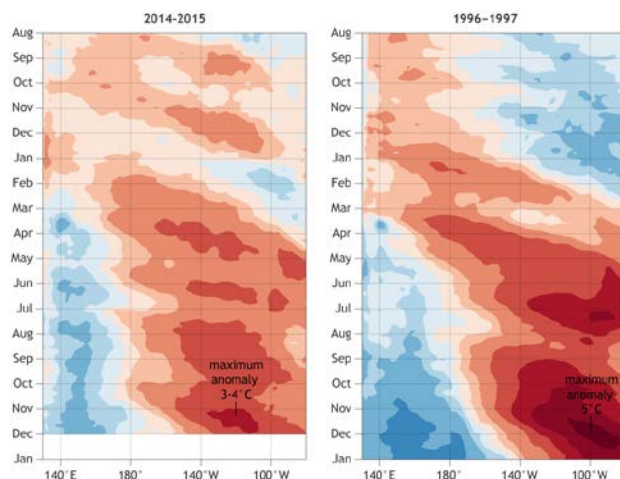 2014-2015
1996-1997
Aug
Sep
Oct
Nov
Dec
Jan
Feb
Mar
Apr
May
Jun
Jul
Aug
Sep
Oct
Nov
Dec
maximum
anomaly
3-4°C
140°E
180°
140°W
100°W
Aug
Sep
Oct
Nov
Dec
Jan
Feb
Mar
Apr
May
Jun
Jul
Aug
Sep
Oct
Nov
Dec
Jan
maximum
anomaly
5°C
140°E
180°
140°W
100°W